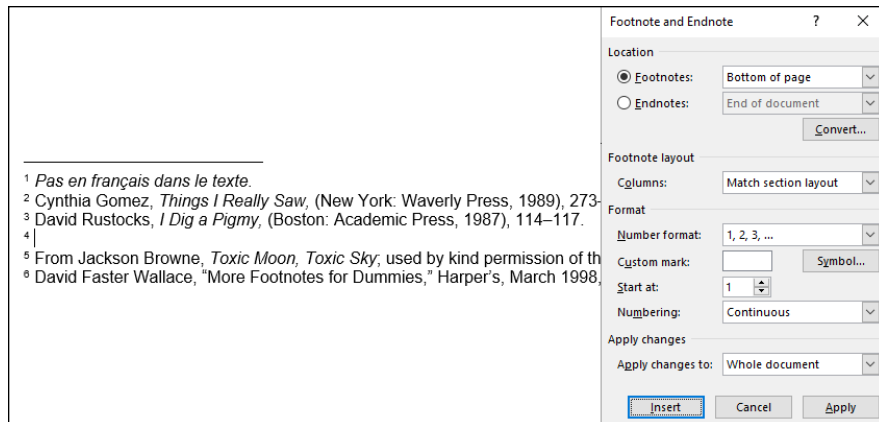 Footnote and Endnote ? ×
Location
Footnotes: Bottom of page
Endnotes: End of document
Convert...
Footnote layout
Columns: Match section layout
Format
Number format: 1, 2, 3, ...
Custom mark: Symbol...
Start at: 1
Numbering: Continuous
Apply changes
Apply changes to: Whole document
Insert Cancel Apply
1 Pas en français dans le texte.
2 Cynthia Gomez, Things I Really Saw, (New York: Waverly Press, 1989), 273-
3 David Rustocks, I Dig a Pigmy, (Boston: Academic Press, 1987), 114–117.
4
5 From Jackson Browne, Toxic Moon, Toxic Sky; used by kind permission of th
6 David Faster Wallace, “More Footnotes for Dummies,” Harper’s, March 1998,